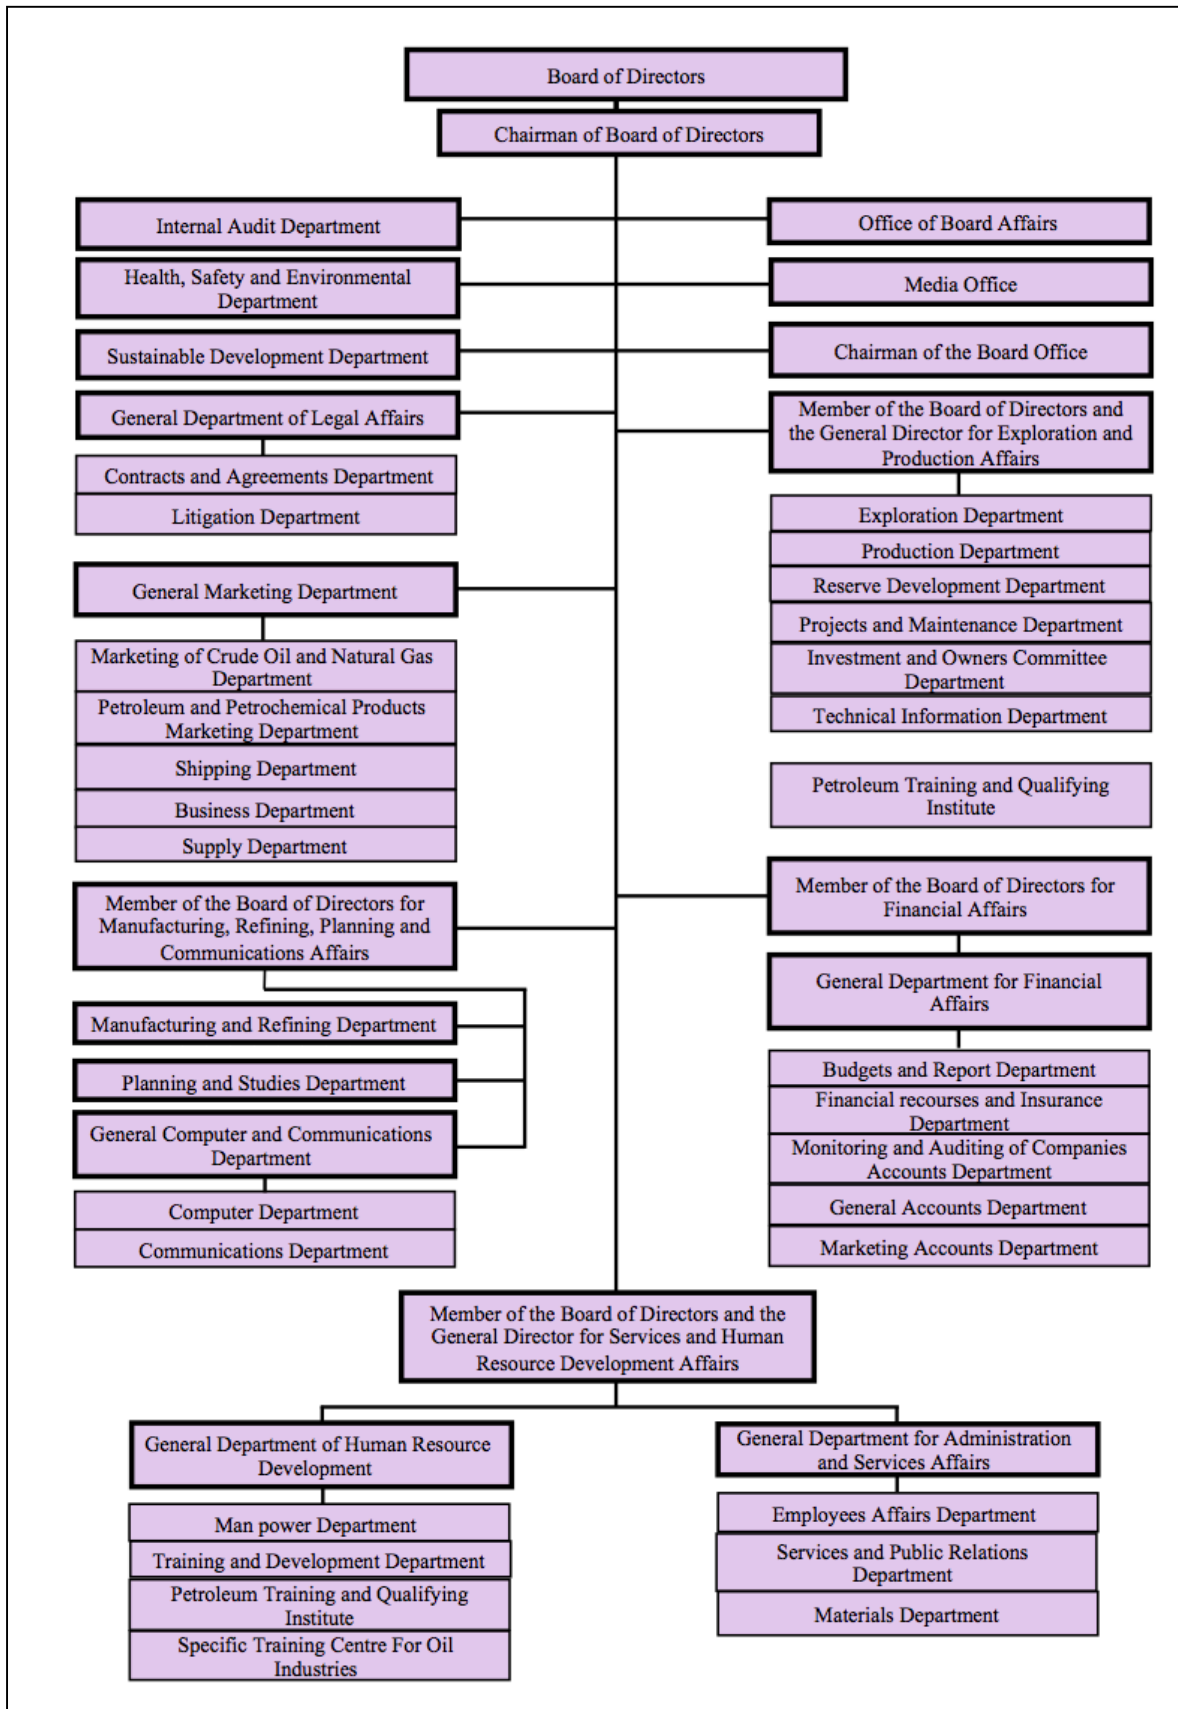 Board of Directors
Chairman of Board of Directors
Internal Audit Department
Office of Board Affairs
Health, Safety and Environmental
Department
Media Office
Sustainable Development Department
Chairman of the Board Office
General Department of Legal Affairs
Contracts and Agreements Department
Litigation Department
Member of the Board of Directors and
the General Director for Exploration and
Production Affairs
Exploration Department
Production Department
Reserve Development Department
Projects and Maintenance Department
Investment and Owners Committee
Department
Technical Information Department
General Marketing Department
Marketing of Crude Oil and Natural Gas
Department
Petroleum and Petrochemical Products
Marketing Department
Shipping Department
Business Department
Supply Department
Petroleum Training and Qualifying
Institute
Member of the Board of Directors for
Manufacturing, Refining, Planning and
Communications Affairs
Manufacturing and Refining Department
Planning and Studies Department
General Computer and Communications
Department
Computer Department
Communications Department
Member of the Board of Directors for
Financial Affairs
General Department for Financial
Affairs
Budgets and Report Department
Financial recourses and Insurance
Department
Monitoring and Auditing of Companies
Accounts Department
General Accounts Department
Marketing Accounts Department
Member of the Board of Directors and the
General Director for Services and Human
Resource Development Affairs
General Department of Human Resource
Development
Man power Department
Training and Development Department
Petroleum Training and Qualifying
Institute
Specific Training Centre For Oil
Industries
General Department for Administration
and Services Affairs
Employees Affairs Department
Services and Public Relations
Department
Materials Department